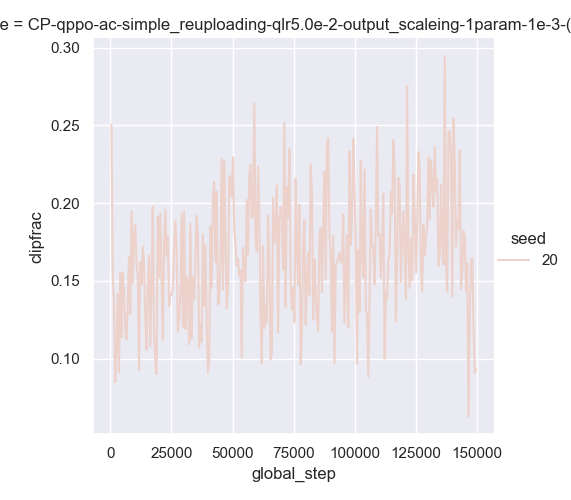 e = CP-qppo-ac-simple_reuploading-qlr5.0e-2-output_scaleing-1param-1e-3-(
0.30
0.25
0.20
0.15
0.10
clipfrac
0 25000 50000 75000 100000 125000 150000
global_step
seed
20